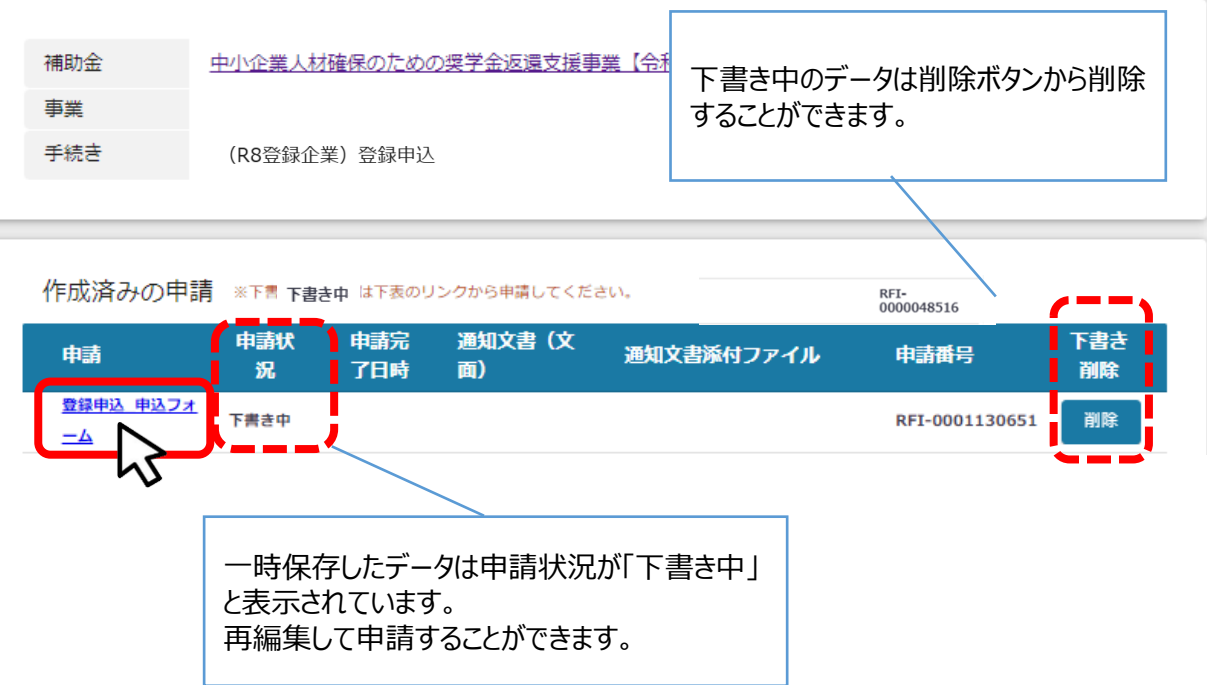 補助金
中小企業人材確保のための奨学金返還支援事業【令和
事業
手続き
（R8登録企業）登録申込
下書き中のデータは削除ボタンから削除
することができます。
作成済みの申請 ※下書 下書き中 は下表のリンクから申請してください。
RFI-
0000048516
申請
申請状
況
申請完
了日時
通知文書（文
面）
通知文書添付ファイル
申請番号
下書き
削除
登録申込_申込フォ
ーム
下書き中
RFI-0001130651
削除
一時保存したデータは申請状況が「下書き中」
と表示されています。
再編集して申請することができます。